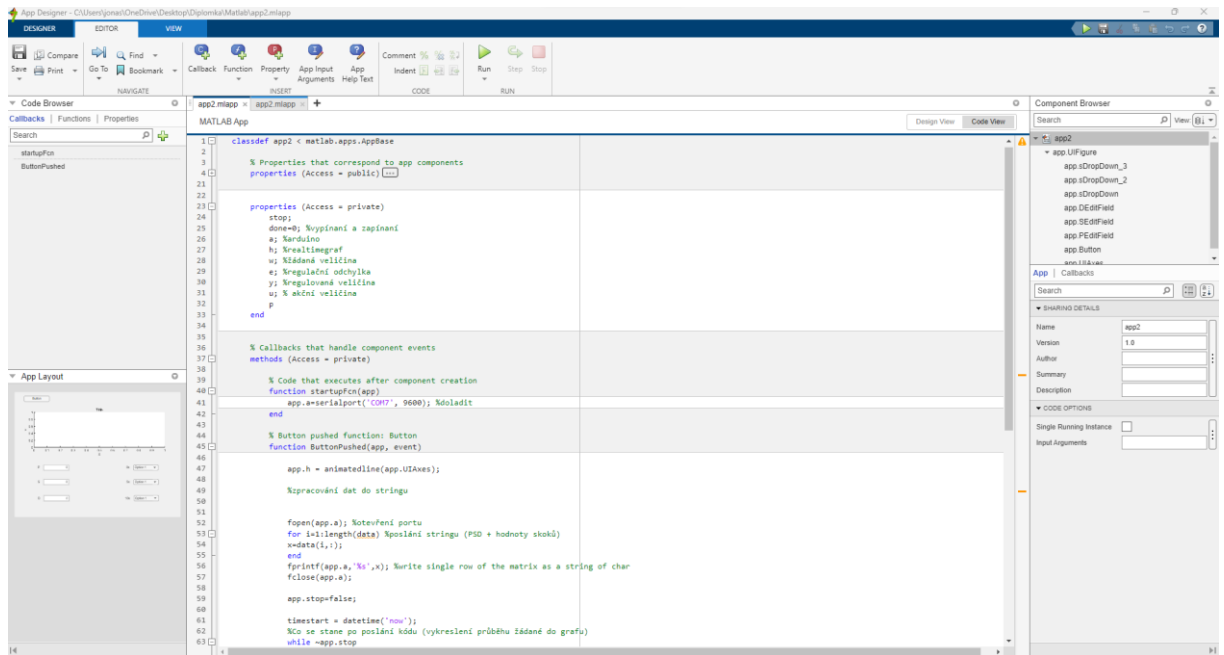 App Designer - C:\Users\jonas\OneDrive\Desktop\Diplomka\Matlab\app2.mlapp
DESIGNER EDITOR VIEW
Save
Compare
Print
Go To
Find
Bookmark
NAVIGATE
Callback
Function
Property
App Input Arguments
App Help Text
INSERT
Comment
Indent
CODE
Run
Step
Stop
RUN
Code Browser
Callbacks | Functions | Properties
Search
startupFcn
ButtonPushed
App Layout
app2.mlapp × app2.mlapp × +
MATLAB App
Design View Code View
1 classdef app2 < matlab.apps.AppBase
2
3 % Properties that correspond to app components
4 properties (Access = public) ...
21
22
23 properties (Access = private)
24 stop;
25 done=0; %vypínaní a zapínaní
26 a; %arduino
27 h; %realtimegraf
28 w; %žádaná veličina
29 e; %regulační odchylka
30 y; %regulovaná veličina
31 u; % akční veličina
32 p
33 end
34
35
36 % Callbacks that handle component events
37 methods (Access = private)
38
39 % Code that executes after component creation
40 function startupFcn(app)
41 app.a=serialport('COM7', 9600); %doladit
42 end
43
44 % Button pushed function: Button
45 function ButtonPushed(app, event)
46
47 app.h = animatedline(app.UIAxes);
48
49 %zpracování dat do stringu
50
51
52 fopen(app.a); %otevření portu
53 for i=1:length(data) %poslání stringu (PSD + hodnoty skoků)
54 x=data(i,:);
55 end
56 fprintf(app.a,'%s',x); %write single row of the matrix as a string of char
57 fclose(app.a);
58
59 app.stop=false;
60
61 timestart = datetime('now');
62 %Co se stane po poslání kódu (vykreslení průběhu žádané do grafu)
63 while ~app.stop
Component Browser
Search
View:
app2
app.UIFigure
app.sDropDown_3
app.sDropDown_2
app.sDropDown
app.DEditField
app.SEditField
app.PEditField
app.Button
app.UIAxes
App | Callbacks
Search
SHARING DETAILS
Name app2
Version 1.0
Author
Summary
Description
CODE OPTIONS
Single Running Instance
Input Arguments